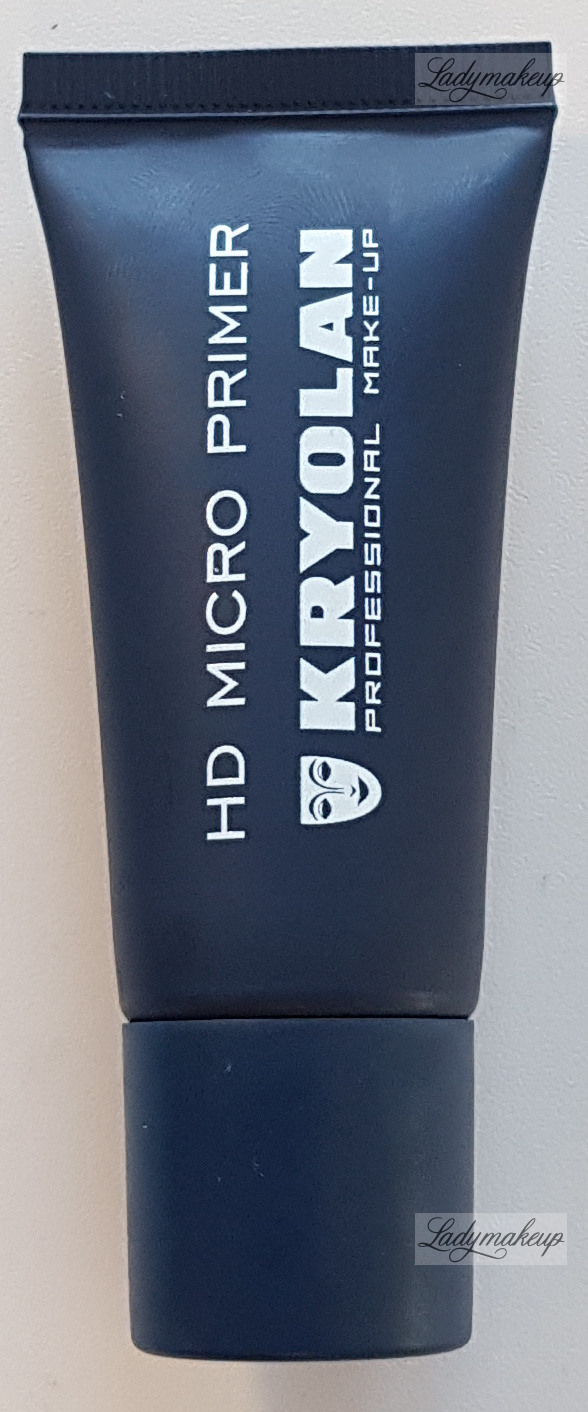 Ladymakeup
HD MICRO PRIMER
KRYOLAN
PROFESSIONAL MAKE-UP
Ladymakeup